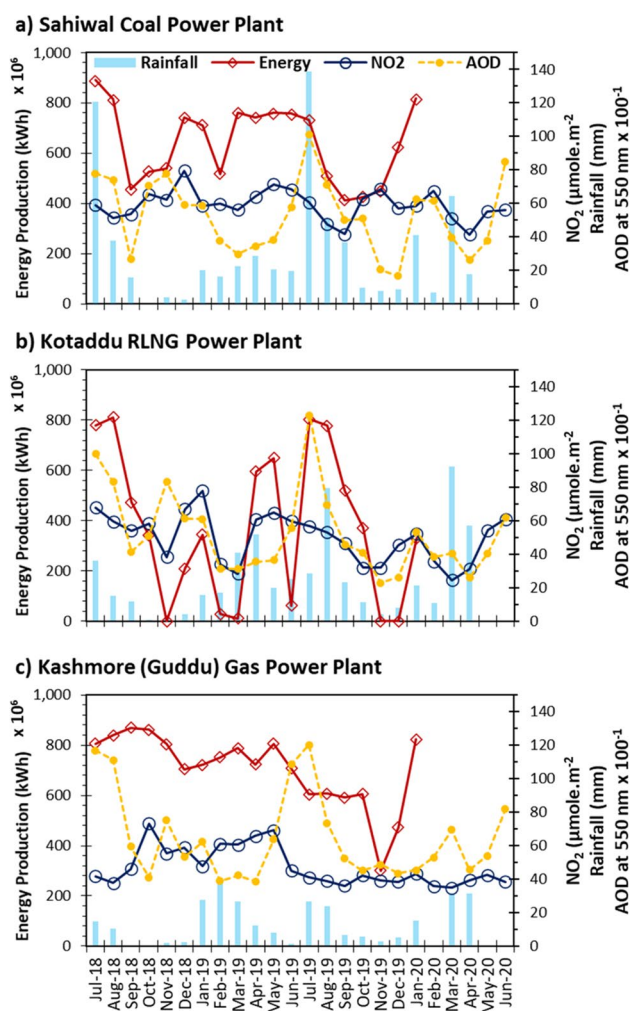 a) Sahiwal Coal Power Plant
Rainfall Energy NO2 AOD
Energy Production (kWh) x 10⁶
1,000
800
600
400
200
0
140
120
100
80
60
40
20
0
NO₂ (µmole.m⁻²
Rainfall (mm)
AOD at 550 nm x 100⁻¹
b) Kotaddu RLNG Power Plant
Energy Production (kWh) x 10⁶
1,000
800
600
400
200
0
140
120
100
80
60
40
20
0
NO₂ (µmole.m⁻²
Rainfall (mm)
AOD at 550 nm x 100⁻¹
c) Kashmore (Guddu) Gas Power Plant
Energy Production (kWh) x 10⁶
1,000
800
600
400
200
0
140
120
100
80
60
40
20
0
NO₂ (µmole.m⁻²
Rainfall (mm)
AOD at 550 nm x 100⁻¹
Jul-18
Aug-18
Sep-18
Oct-18
Nov-18
Dec-18
Jan-19
Feb-19
Mar-19
Apr-19
May-19
Jun-19
Jul-19
Aug-19
Sep-19
Oct-19
Nov-19
Dec-19
Jan-20
Feb-20
Mar-20
Apr-20
May-20
Jun-20